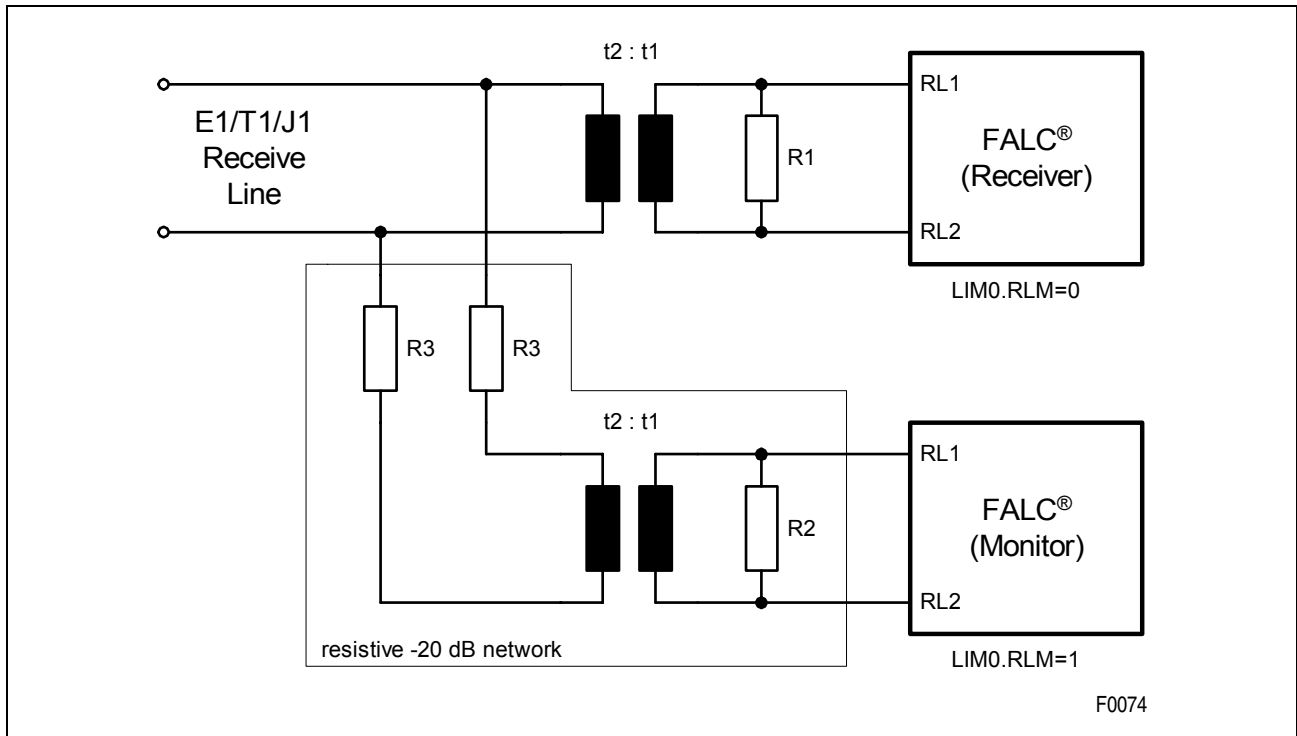 t2 : t1
E1/T1/J1
Receive
Line
R1
RL1
FALC®
(Receiver)
RL2
LIM0.RLM=0
R3
R3
t2 : t1
R2
RL1
FALC®
(Monitor)
RL2
resistive -20 dB network
LIM0.RLM=1
F0074